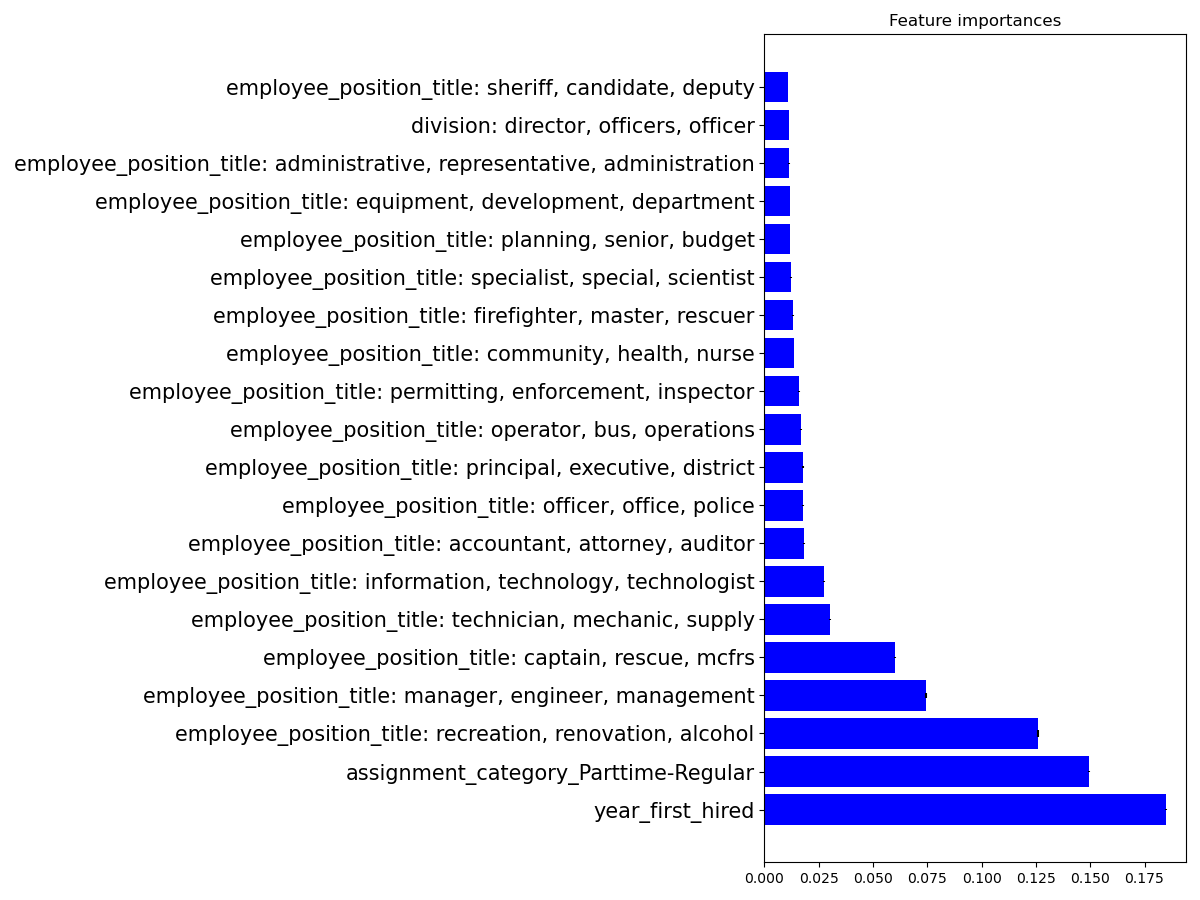 Feature importances
employee_position_title: sheriff, candidate, deputy
division: director, officers, officer
employee_position_title: administrative, representative, administration
employee_position_title: equipment, development, department
employee_position_title: planning, senior, budget
employee_position_title: specialist, special, scientist
employee_position_title: firefighter, master, rescuer
employee_position_title: community, health, nurse
employee_position_title: permitting, enforcement, inspector
employee_position_title: operator, bus, operations
employee_position_title: principal, executive, district
employee_position_title: officer, office, police
employee_position_title: accountant, attorney, auditor
employee_position_title: information, technology, technologist
employee_position_title: technician, mechanic, supply
employee_position_title: captain, rescue, mcfrs
employee_position_title: manager, engineer, management
employee_position_title: recreation, renovation, alcohol
assignment_category_Parttime-Regular
year_first_hired
0.000 0.025 0.050 0.075 0.100 0.125 0.150 0.175